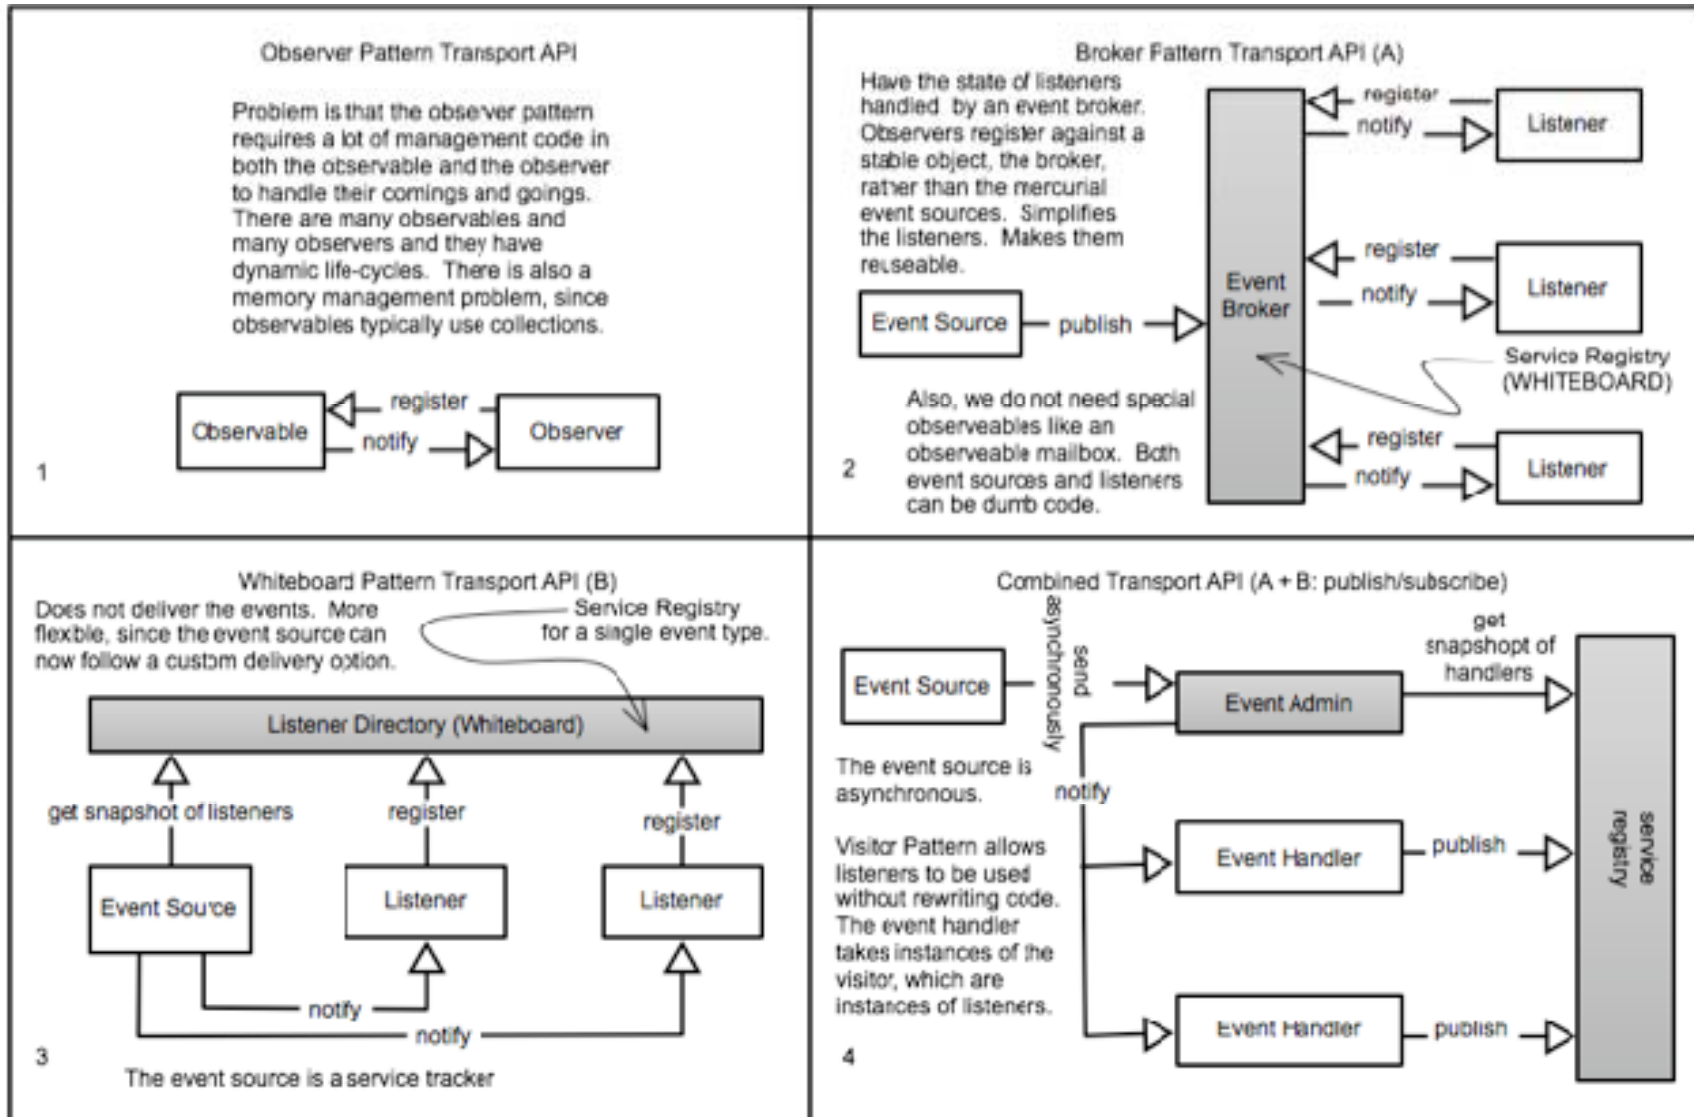 Observer Pattern Transport API
Problem is that the observer pattern
requires a lot of management code in
both the observable and the observer
to handle their comings and goings.
There are many observables and
many observers and they have
dynamic life-cycles. There is also a
memory management problem, since
observables typically use collections.
Observable
register
notify
Observer
1
Broker Fattern Transport API (A)
Have the state of listeners
handled by an event broker.
Observers register against a
stable object, the broker,
rather than the mercurial
event sources. Simplifies
the listeners. Makes them
reuseable.
Event Source
publish
Event
Broker
register
notify
Listener
register
notify
Listener
Service Registry
(WHITEBOARD)
register
notify
Listener
Also, we do not need special
observeables like an
observeable mailbox. Both
event sources and listeners
can be dumb code.
2
Whiteboard Pattern Transport API (B)
Does not deliver the events. More
flexible, since the event source can
now follow a custom delivery option.
Service Registry
for a single event type.
Listener Directory (Whiteboard)
get snapshot of listeners
register
register
Event Source
Listener
Listener
notify
notify
3
The event source is a service tracker
Combined Transport API (A + B: publish/subscribe)
Event Source
send
asynchronously
Event Admin
get
snapshopt of
handlers
The event source is
asynchronous.
notify
Visitor Pattern allows
listeners to be used
without rewriting code.
The event handler
takes instances of the
visitor, which are
instances of listeners.
Event Handler
publish
Event Handler
publish
service
registry
4